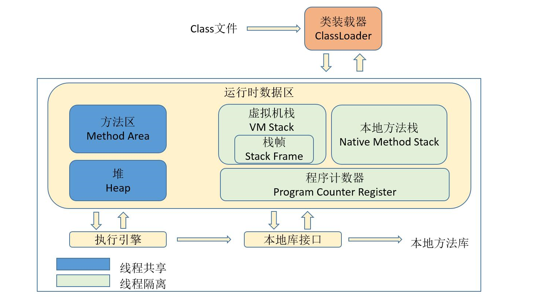 Class文件
类装载器
ClassLoader
运行时数据区
方法区
Method Area
堆
Heap
虚拟机栈
VM Stack
栈帧
Stack Frame
本地方法栈
Native Method Stack
程序计数器
Program Counter Register
执行引擎
本地库接口
本地方法库
线程共享
线程隔离